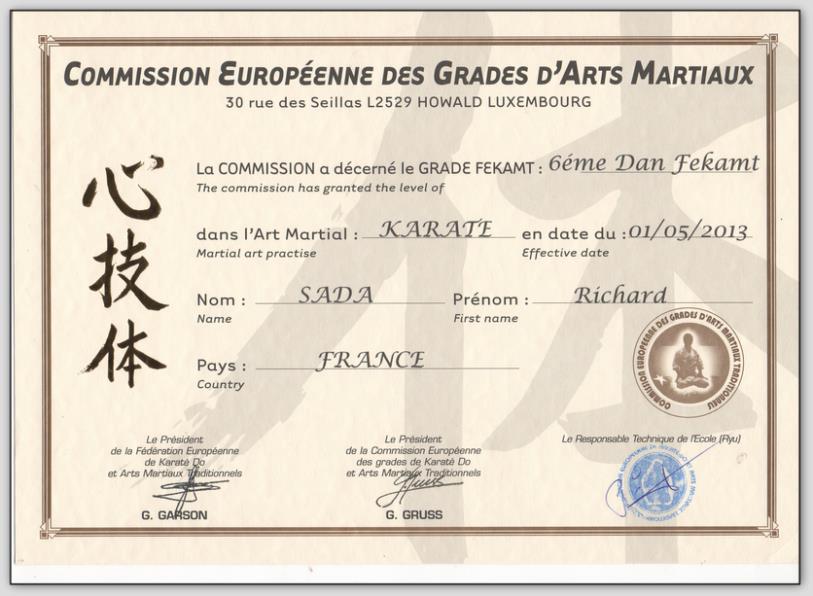 COMMISSION EUROPÉENNE DES GRADES D'ARTS MARTIAUX
30 rue des Seillas L2529 HOWALD LUXEMBOURG
心
技
体
La COMMISSION a décerné le GRADE FEKAMT : 6éme Dan Fekamt
The commission has granted the level of
dans l'Art Martial : KARATE en date du : 01/05/2013
Martial art practise Effective date
Nom : SADA Prénom : Richard
Name First name
Pays : FRANCE
Country
COMMISSION EUROPÉENNE DES GRADES D'ARTS MARTIAUX TRADITIONNEL
Le Président
de la Fédération Européenne
de Karaté Do
et Arts Martiaux Traditionnels
G. GARSON
Le Président
de la Commission Européenne
des grades de Karaté Do
et Arts Martiaux Traditionnels
G. GRUSS
Le Responsable Technique de l'Ecole (Ryu)